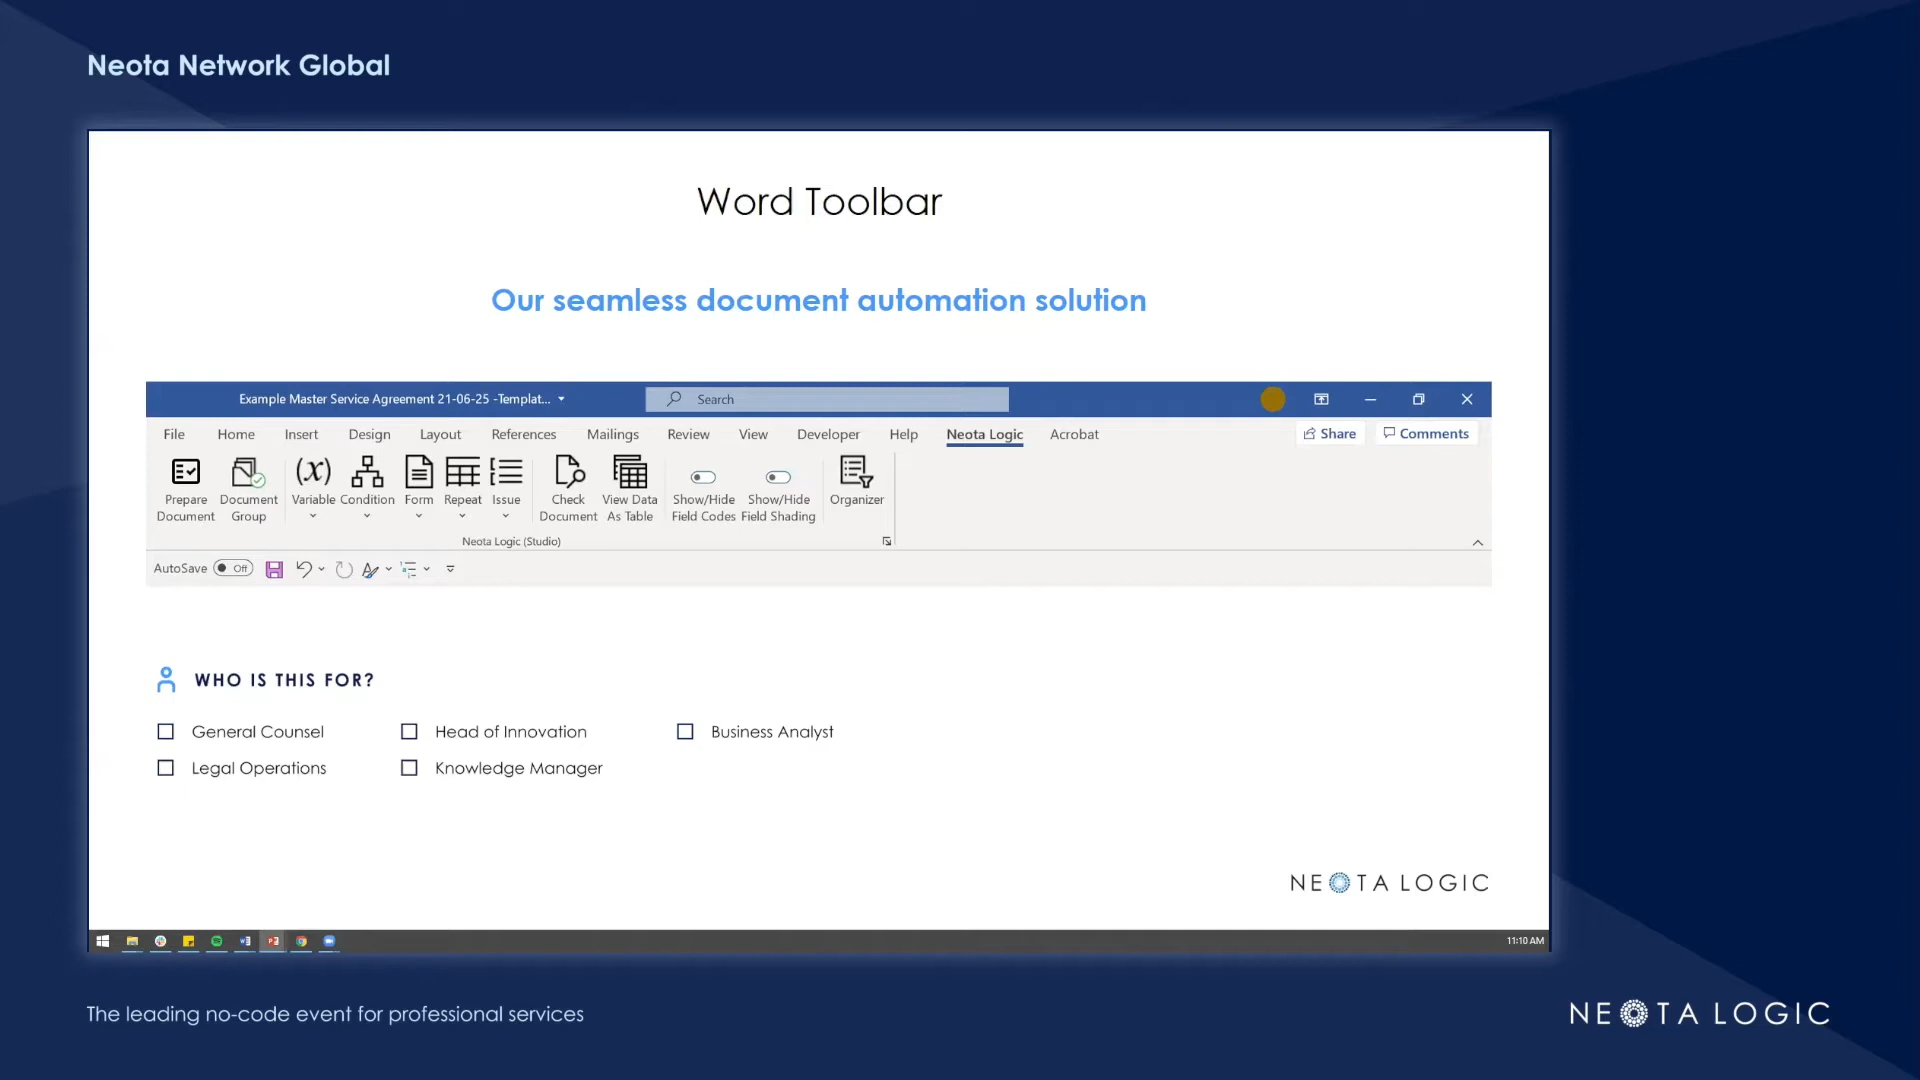 Neota Network Global
Word Toolbar
Our seamless document automation solution
Example Master Service Agreement 21-06-25 -Templat...
Search
File Home Insert Design Layout References Mailings Review View Developer Help Neota Logic Acrobat Share Comments
Prepare Document
Document Group
Variable
Condition
Form
Repeat
Issue
Check Document
View Data As Table
Show/Hide Field Codes
Show/Hide Field Shading
Organizer
Neota Logic (Studio)
AutoSave Off
WHO IS THIS FOR?
General Counsel Head of Innovation Business Analyst
Legal Operations Knowledge Manager
NEOTA LOGIC
11:10 AM
The leading no-code event for professional services
NEOTA LOGIC